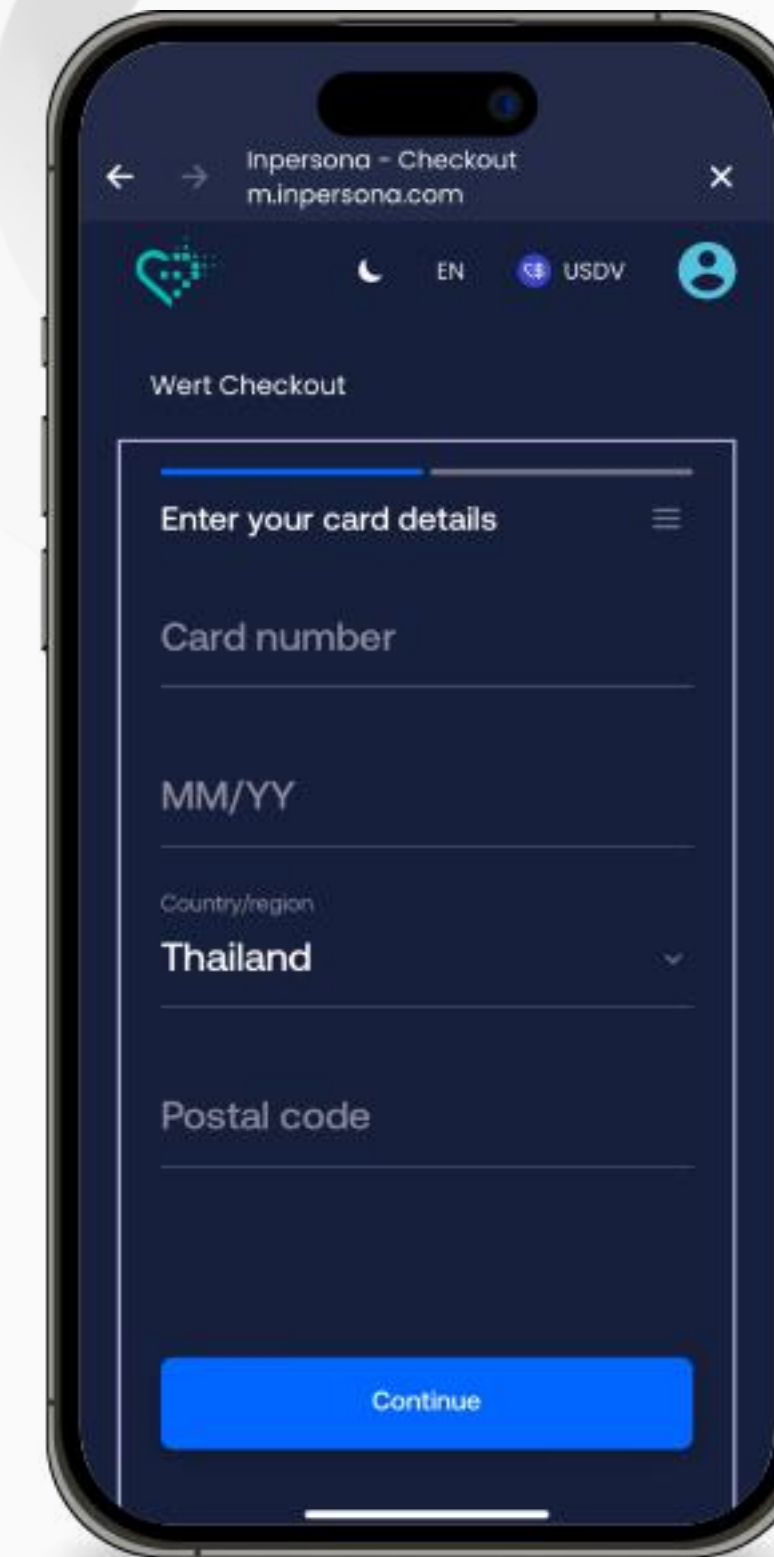 Inpersona - Checkout
m.inpersona.com
EN
USDV
Wert Checkout
Enter your card details
Card number
MM/YY
Country/region
Thailand
Postal code
Continue